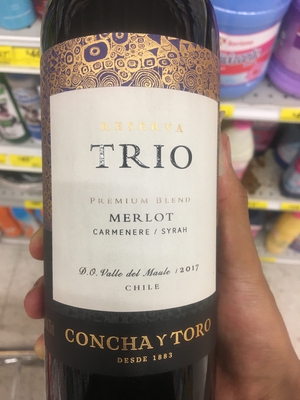 RESERVA
TRIO
PREMIUM BLEND
MERLOT
CARMENERE / SYRAH
D.O. Valle del Maule / 2017
CHILE
CONCHA Y TORO
DESDE 1883